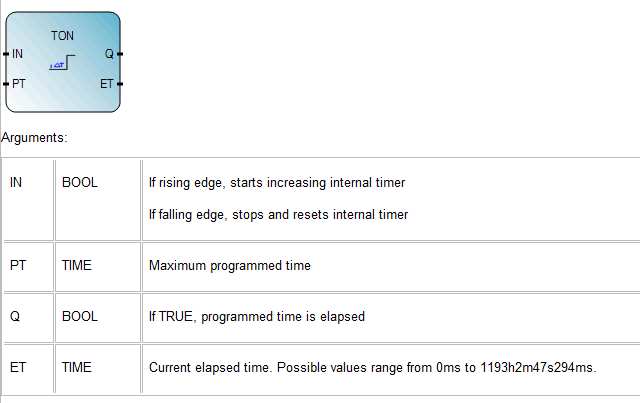 TON
IN Q
PT ET
Arguments:
IN BOOL If rising edge, starts increasing internal timer
If falling edge, stops and resets internal timer
PT TIME Maximum programmed time
Q BOOL If TRUE, programmed time is elapsed
ET TIME Current elapsed time. Possible values range from 0ms to 1193h2m47s294ms.